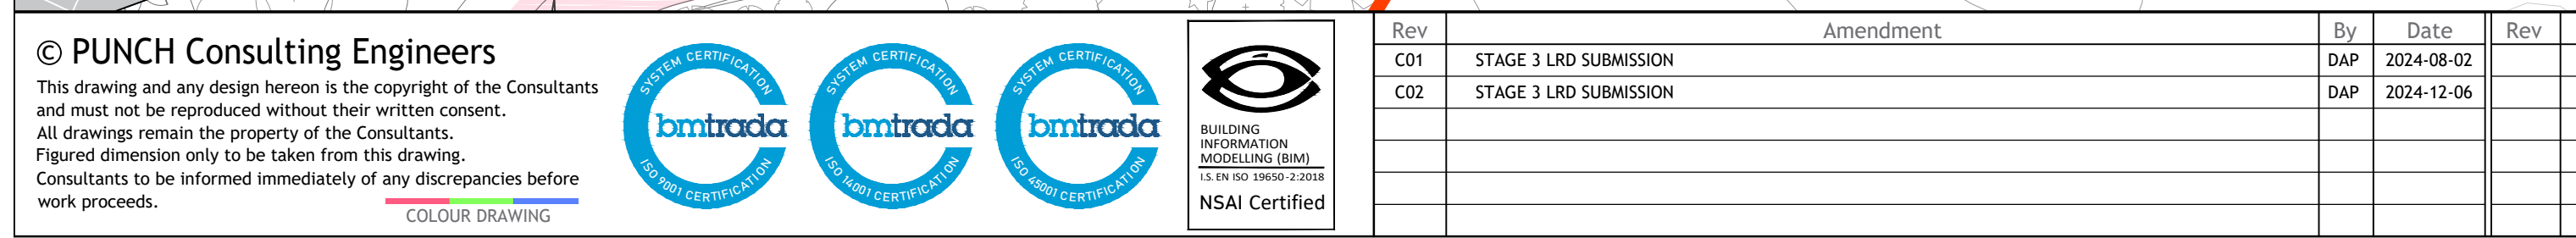 © PUNCH Consulting Engineers
This drawing and any design hereon is the copyright of the Consultants
and must not be reproduced without their written consent.
All drawings remain the property of the Consultants.
Figured dimension only to be taken from this drawing.
Consultants to be informed immediately of any discrepancies before
work proceeds.
COLOUR DRAWING
SYSTEM CERTIFICATION
bmtrada
ISO 9001 CERTIFICATION
SYSTEM CERTIFICATION
bmtrada
ISO 14001 CERTIFICATION
SYSTEM CERTIFICATION
bmtrada
ISO 45001 CERTIFICATION
BUILDING
INFORMATION
MODELLING (BIM)
I.S. EN ISO 19650-2:2018
NSAI Certified
Rev Amendment By Date Rev
C01 STAGE 3 LRD SUBMISSION DAP 2024-08-02
C02 STAGE 3 LRD SUBMISSION DAP 2024-12-06